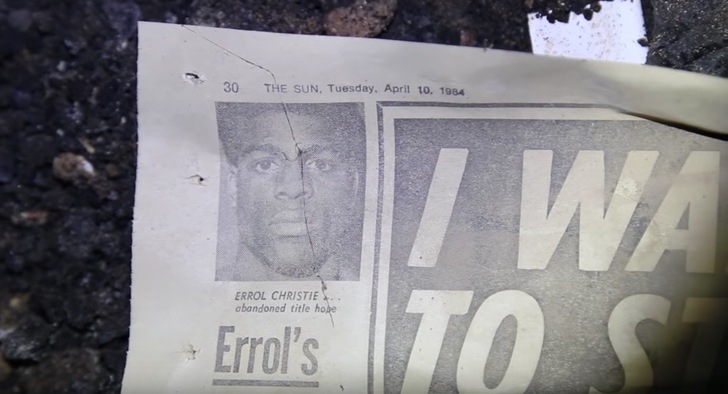 30 THE SUN, Tuesday, April 10, 1984
ERROL CHRISTIE . . .
abandoned title hope
Errol's
I WA
TO S